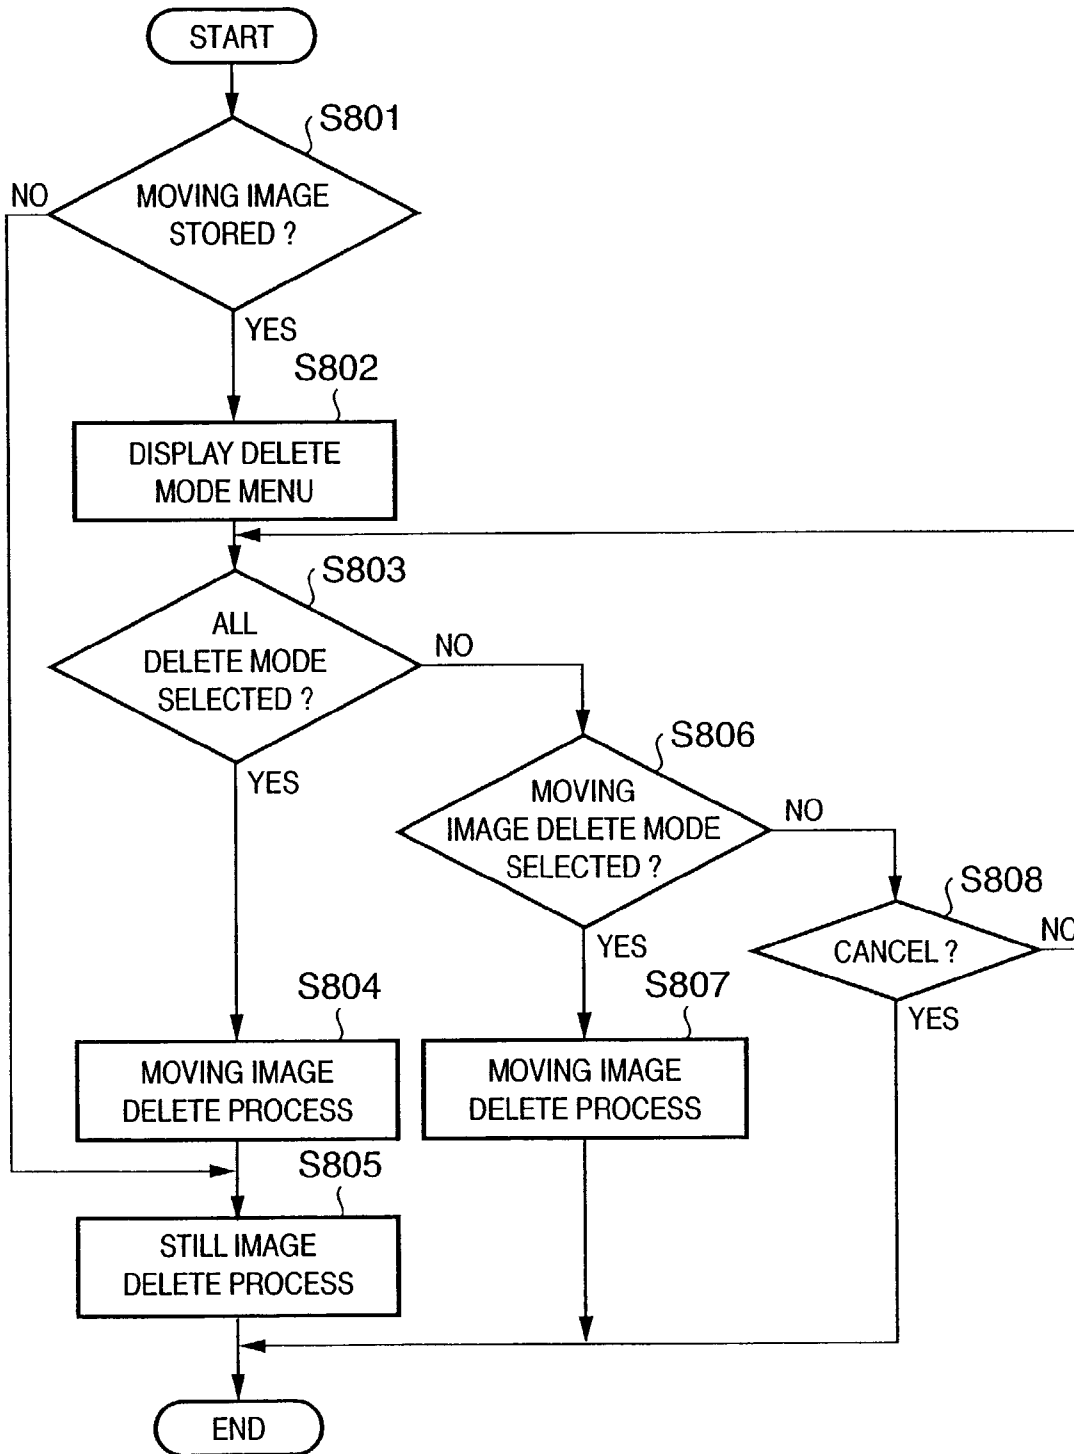 START
S801
NO
MOVING IMAGE
STORED ?
YES
S802
DISPLAY DELETE
MODE MENU
S803
ALL
DELETE MODE
SELECTED ?
NO
YES
S806
MOVING
IMAGE DELETE MODE
SELECTED ?
NO
YES
S808
CANCEL ?
NO
YES
S804
MOVING IMAGE
DELETE PROCESS
S807
MOVING IMAGE
DELETE PROCESS
S805
STILL IMAGE
DELETE PROCESS
END